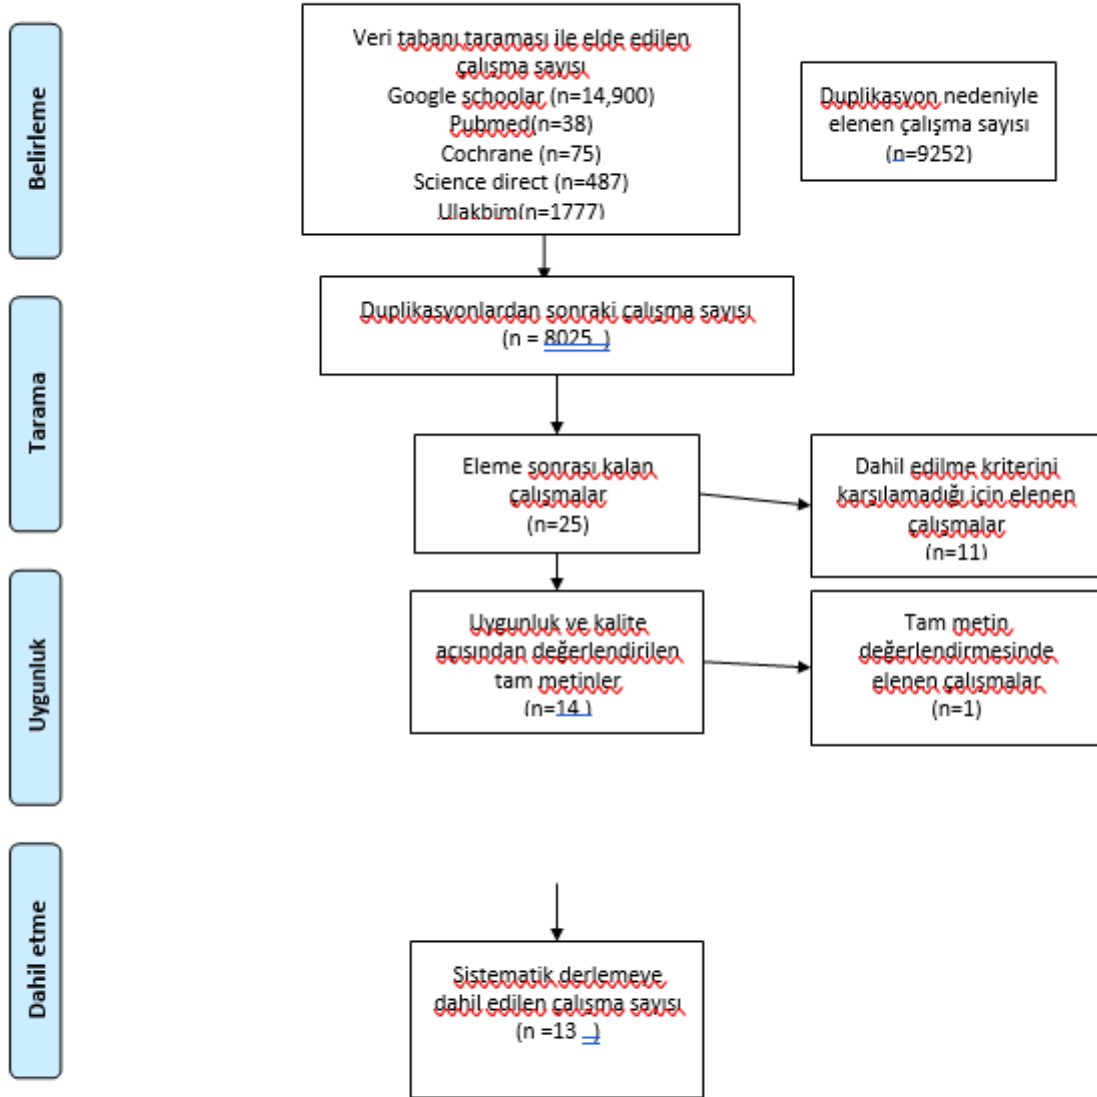 Belirleme
Veri tabanı taraması ile elde edilen
çalışma sayısı
Google schoolar (n=14,900)
Pubmed(n=38)
Cochrane (n=75)
Science direct (n=487)
Ulakbim(n=1777)
Duplikasyon nedeniyle
elenen çalışma sayısı
(n=9252)
Tarama
Duplikasyonlardan sonraki çalışma sayısı
(n = 8025 )
Eleme sonrası kalan
çalışmalar
(n=25)
Dahil edilme kriterini
karşılamadığı için elenen
çalışmalar
(n=11)
Uygunluk
Uygunluk ve kalite
açısından değerlendirilen
tam metinler
(n=14 )
Tam metin
değerlendirmesinde
elenen çalışmalar
(n=1)
Dahil etme
Sistematik derlemeye
dahil edilen çalışma sayısı
(n =13 )